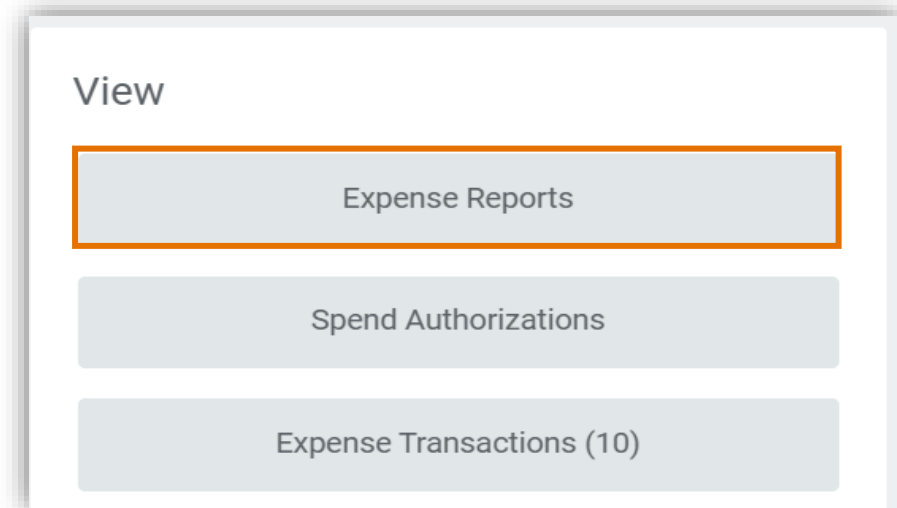 View
Expense Reports
Spend Authorizations
Expense Transactions (10)